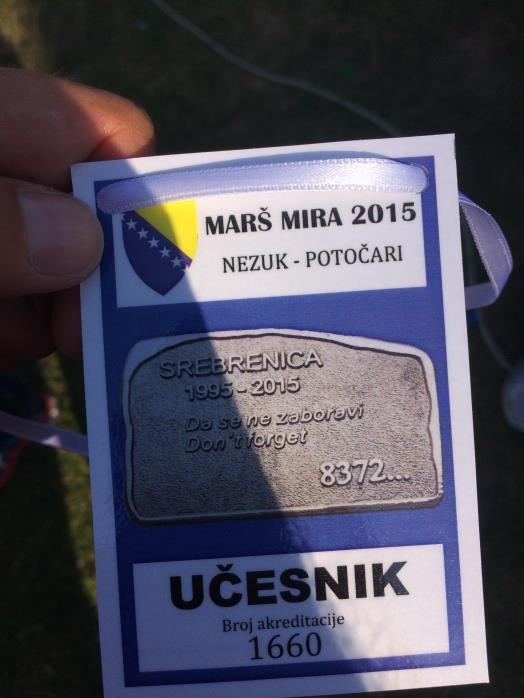 MARŠ MIRA 2015
NEZUK - POTOČARI
SREBRENICA
1995 - 2015
Da se ne zaboravi
Don't forget
8372...
UČESNIK
Broj akreditacije
1660